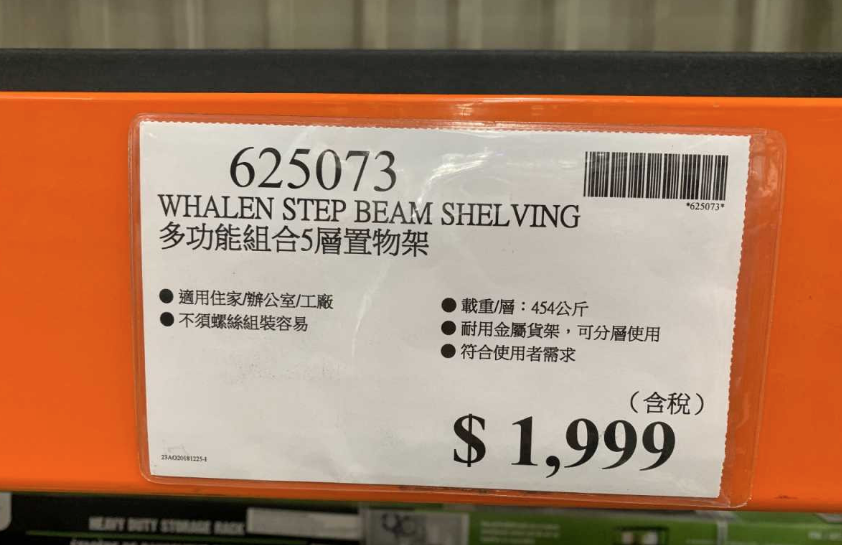 625073
*625073*
WHALEN STEP BEAM SHELVING
多功能組合5層置物架
● 適用住家/辦公室/工廠
● 不須螺絲組裝容易
● 載重/層：454公斤
● 耐用金屬貨架，可分層使用
● 符合使用者需求
（含稅）
$ 1,999
HEAVY DUTY STORAGE RACK